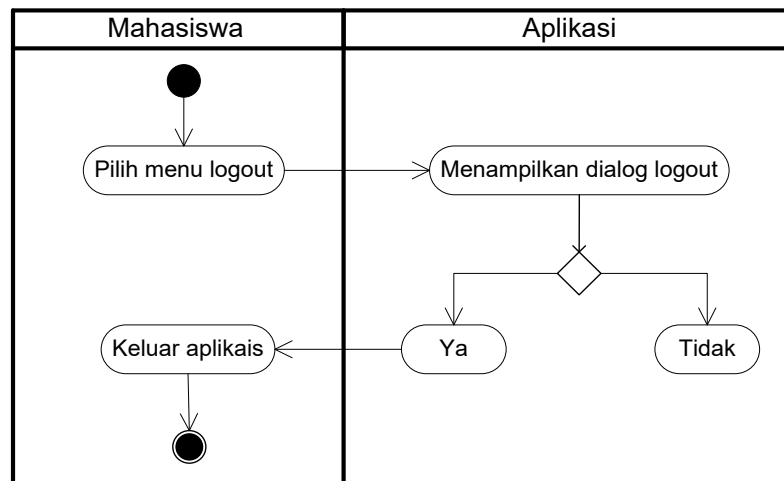 Mahasiswa
Aplikasi
Pilih menu logout
Menampilkan dialog logout
Keluar aplikais
Ya
Tidak